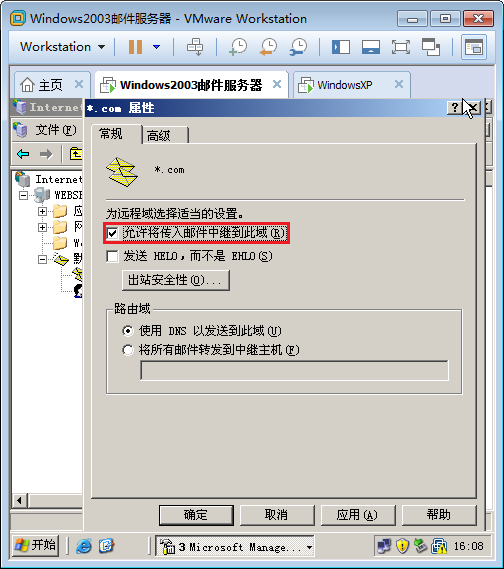 Windows2003邮件服务器 - VMware Workstation
Workstation
主页 Windows2003邮件服务器 WindowsXP
Internet
*.com 属性
文件(F)
常规 高级
*.com
Internet
为远程域选择适当的设置。
允许将传入邮件中继到此域(R)
发送 HELO，而不是 EHLO(S)
出站安全性(O)...
路由域
使用 DNS 以发送到此域(U)
将所有邮件转发到中继主机(F)
确定 取消 应用(A) 帮助
开始 3 Microsoft Manage... 16:08